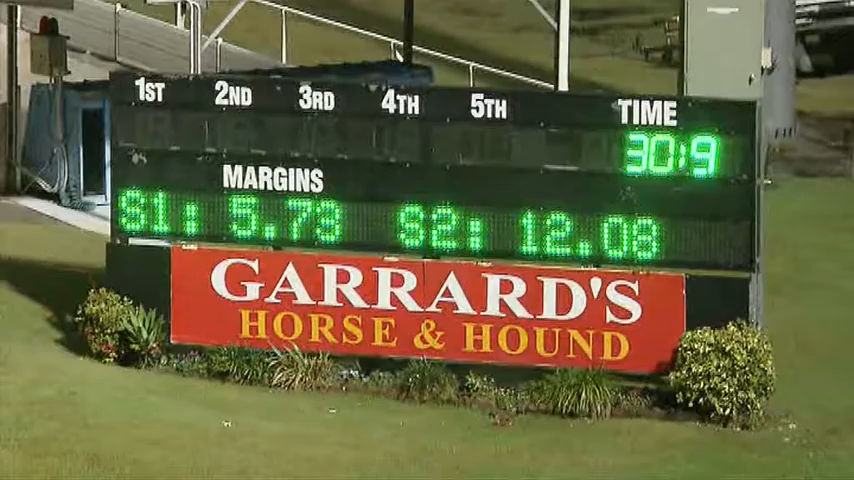 1ST 2ND 3RD 4TH 5TH TIME
30:9
MARGINS
S1: 5.73 S2: 12.08
GARRARD'S
HORSE & HOUND